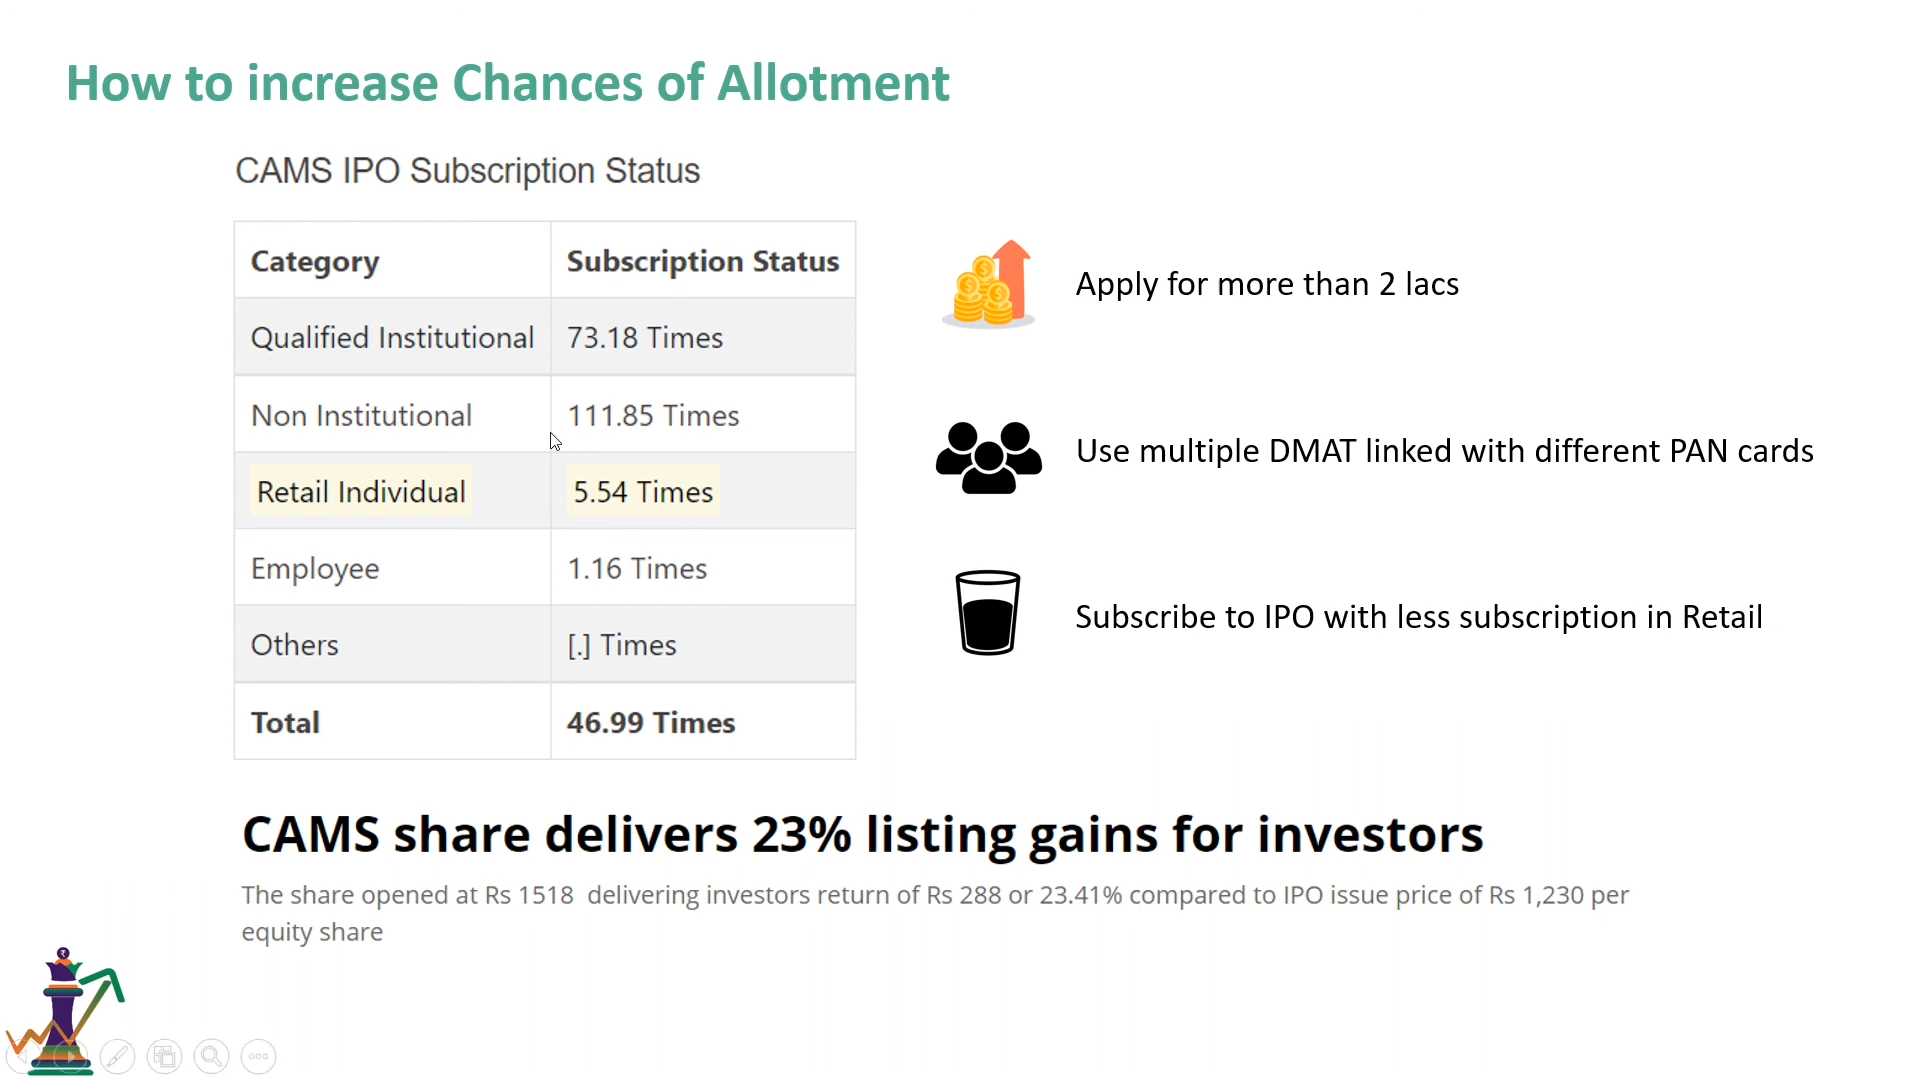 How to increase Chances of Allotment
CAMS IPO Subscription Status
Category Subscription Status
Qualified Institutional 73.18 Times
Non Institutional 111.85 Times
Retail Individual 5.54 Times
Employee 1.16 Times
Others [.] Times
Total 46.99 Times
Apply for more than 2 lacs
Use multiple DMAT linked with different PAN cards
Subscribe to IPO with less subscription in Retail
CAMS share delivers 23% listing gains for investors
The share opened at Rs 1518  delivering investors return of Rs 288 or 23.41% compared to IPO issue price of Rs 1,230 per
equity share